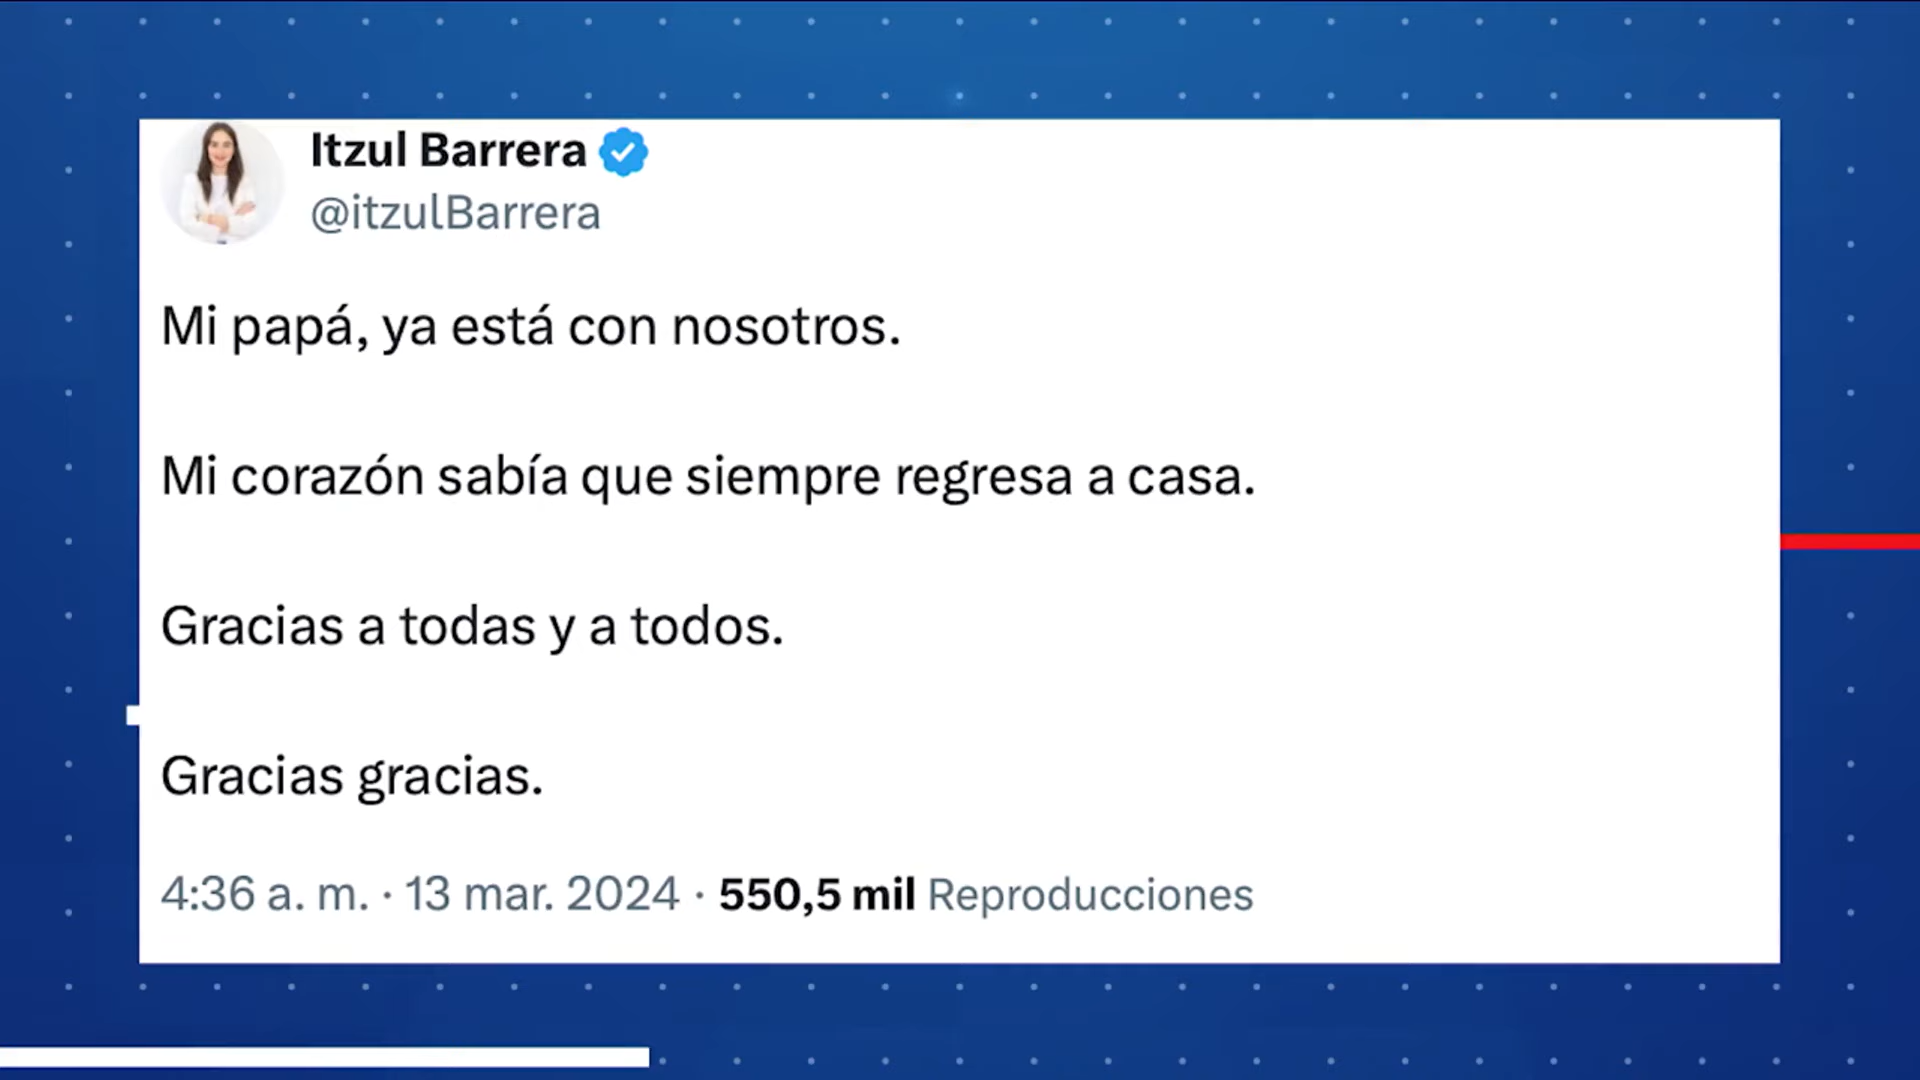 Itzul Barrera
@itzulBarrera
Mi papá, ya está con nosotros.
Mi corazón sabía que siempre regresa a casa.
Gracias a todas y a todos.
Gracias gracias.
4:36 a. m. · 13 mar. 2024 · 550,5 mil Reproducciones